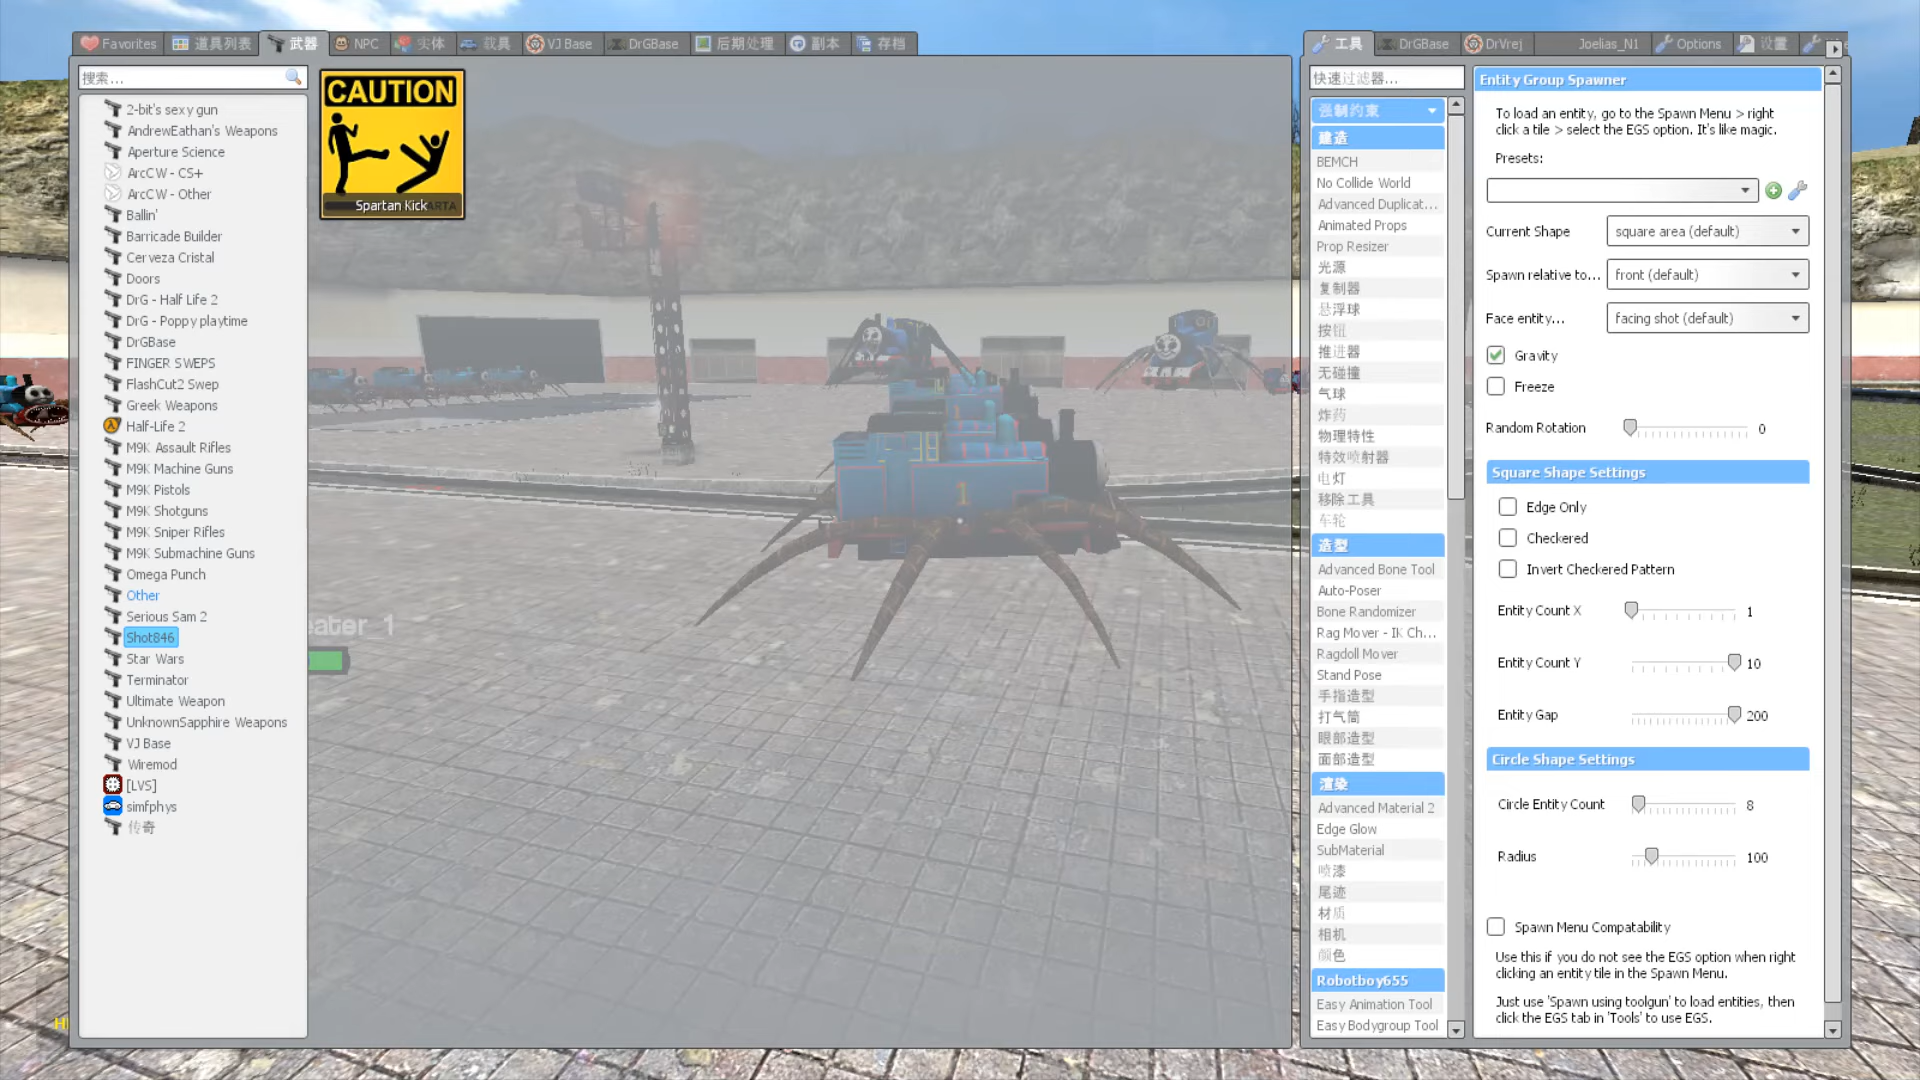 Favorites
道具列表
武器
NPC
实体
载具
VJ Base
DrGBase
后期处理
副本
存档
搜索...
2-bit's sexy gun
AndrewEathan's Weapons
Aperture Science
ArcCW - CS+
ArcCW - Other
Ballin'
Barricade Builder
Cerveza Cristal
Doors
DrG - Half Life 2
DrG - Poppy playtime
DrGBase
FINGER SWEPS
FlashCut2 Swep
Greek Weapons
Half-Life 2
M9K Assault Rifles
M9K Machine Guns
M9K Pistols
M9K Shotguns
M9K Sniper Rifles
M9K Submachine Guns
Omega Punch
Other
Serious Sam 2
Shot846
Star Wars
Terminator
Ultimate Weapon
UnknownSapphire Weapons
VJ Base
Wiremod
[LVS]
simfphys
传奇
CAUTION
Spartan Kick
eater_1
1
1
工具
DrGBase
DrVrej
Joelias_N1
Options
设置
快速过滤器...
强制约束
建造
BEMCH
No Collide World
Advanced Duplicat...
Animated Props
Prop Resizer
光源
复制器
悬浮球
按钮
推进器
无碰撞
气球
炸药
物理特性
特效喷射器
电灯
移除工具
车轮
造型
Advanced Bone Tool
Auto-Poser
Bone Randomizer
Rag Mover - IK Ch...
Ragdoll Mover
Stand Pose
手指造型
打气筒
眼部造型
面部造型
渲染
Advanced Material 2
Edge Glow
SubMaterial
喷漆
尾迹
材质
相机
颜色
Robotboy655
Easy Animation Tool
Easy Bodygroup Tool
Entity Group Spawner
To load an entity, go to the Spawn Menu > right
click a tile > select the EGS option. It's like magic.
Presets:
Current Shape
square area (default)
Spawn relative to...
front (default)
Face entity...
facing shot (default)
Gravity
Freeze
Random Rotation
0
Square Shape Settings
Edge Only
Checkered
Invert Checkered Pattern
Entity Count X
1
Entity Count Y
10
Entity Gap
200
Circle Shape Settings
Circle Entity Count
8
Radius
100
Spawn Menu Compatability
Use this if you do not see the EGS option when right
clicking an entity tile in the Spawn Menu.
Just use 'Spawn using toolgun' to load entities, then
click the EGS tab in 'Tools' to use EGS.